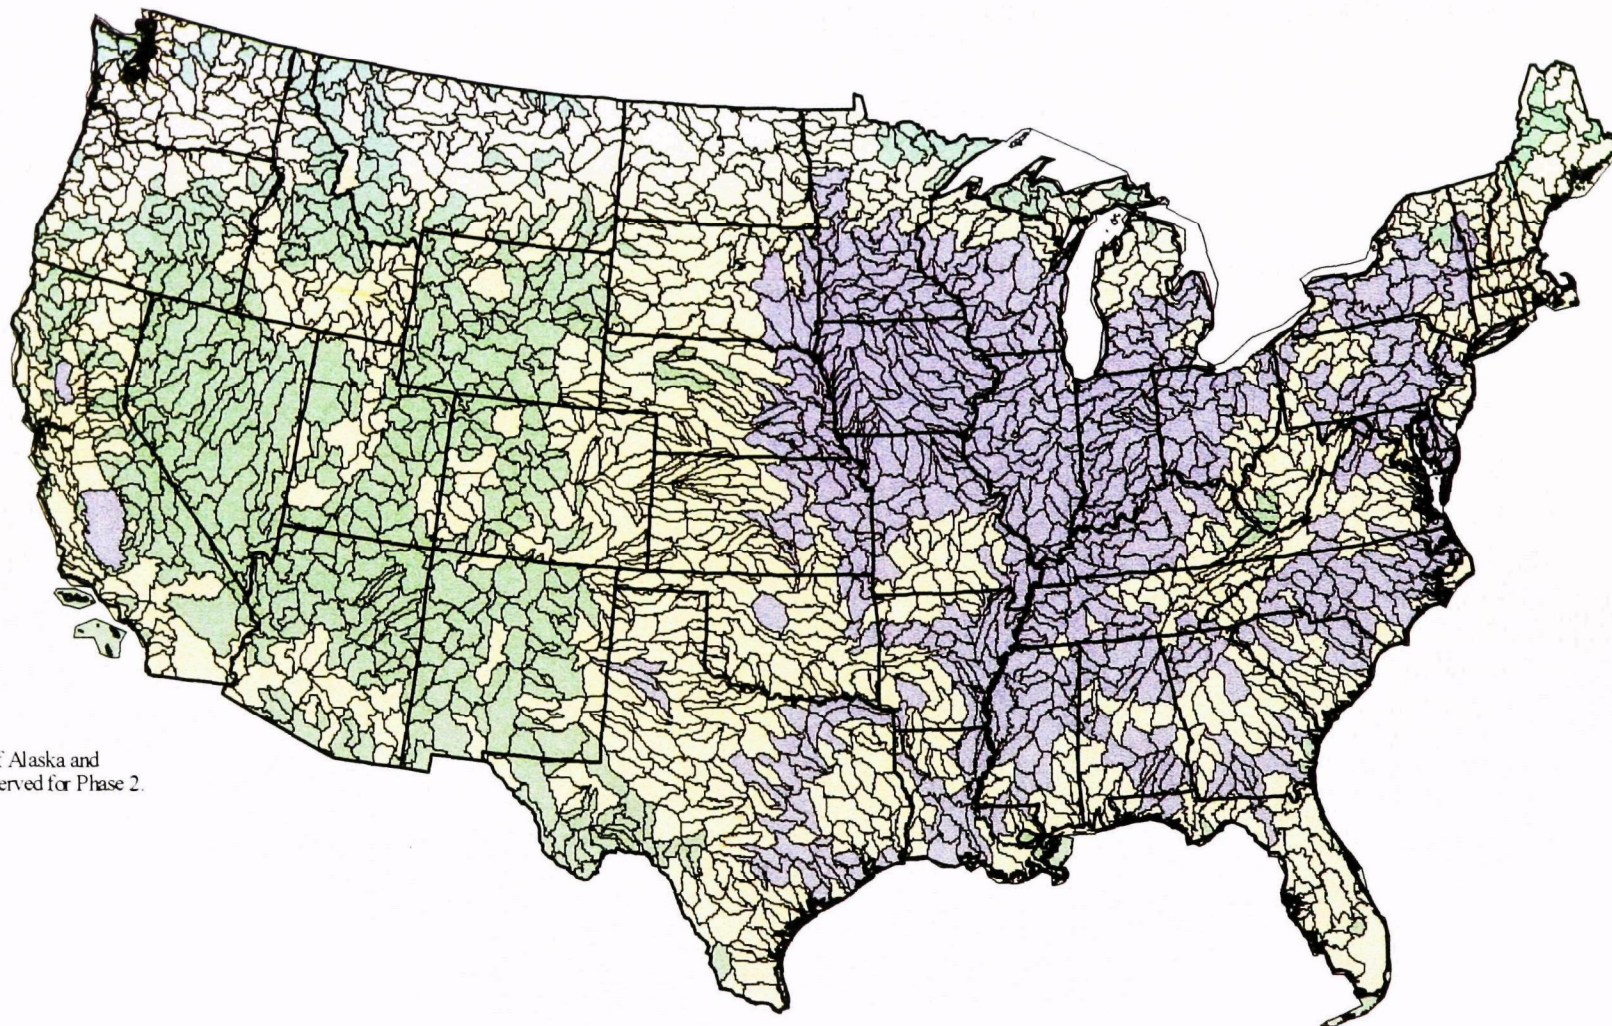 Alaska and
erved for Phase 2.